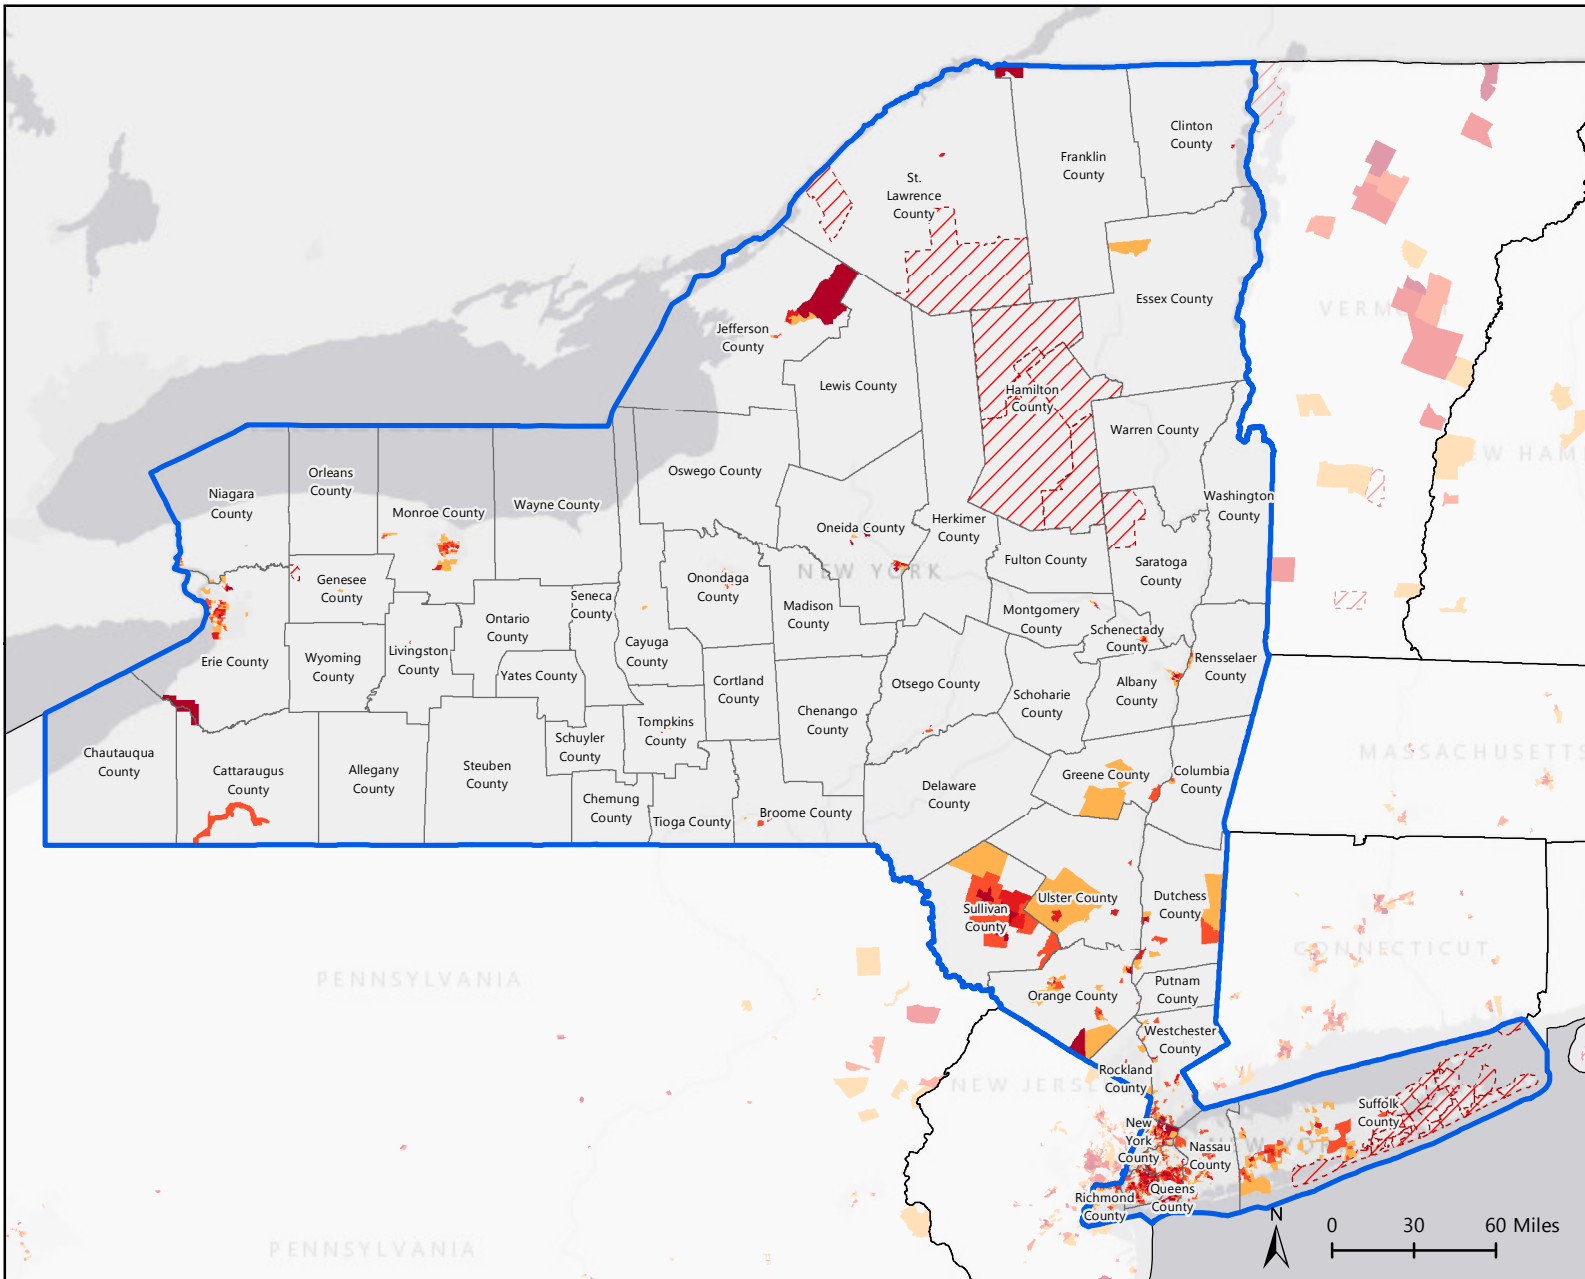 Clinton
County
Franklin
County
St.
Lawrence
County
Essex County
VERMONT
Jefferson
County
Lewis County
Hamilton
County
Warren County
Oswego County
Orleans
County
Niagara
County
Monroe County
Wayne County
Washington
County
NEW HAM
Oneida County
Herkimer
County
NEW YORK
Fulton County
Saratoga
County
Genesee
County
Onondaga
County
Seneca
County
Madison
County
Montgomery
County
Ontario
County
Schenectady
County
Erie County
Wyoming
County
Livingston
County
Cayuga
County
Yates County
Cortland
County
Otsego County
Schoharie
County
Albany
County
Rensselaer
County
Chenango
County
Tompkins
County
Schuyler
County
Chautauqua
County
Cattaraugus
County
Allegany
County
Steuben
County
Greene County
Columbia
County
MASSACHUSETTS
Delaware
County
Chemung
County
Tioga County
Broome County
Sullivan
County
Ulster County
Dutchess
County
CONNECTICUT
PENNSYLVANIA
Orange County
Putnam
County
Westchester
County
Rockland
County
NEW JERSEY
Suffolk
County
New
York
County
Nassau
County
NEW YORK
Richmond
County
Queens
County
N
0 30 60 Miles
PENNSYLVANIA